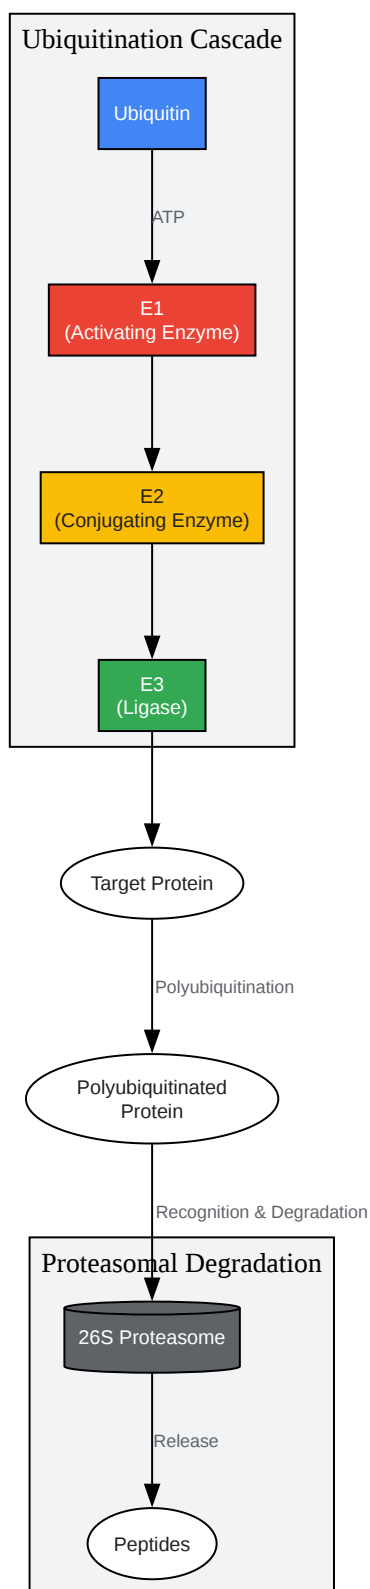 Ubiquitination Cascade
Ubiquitin
ATP
E1
(Activating Enzyme)
E2
(Conjugating Enzyme)
E3
(Ligase)
Target Protein
Polyubiquitination
Polyubiquitinated
Protein
Recognition & Degradation
Proteasomal Degradation
26S Proteasome
Release
Peptides